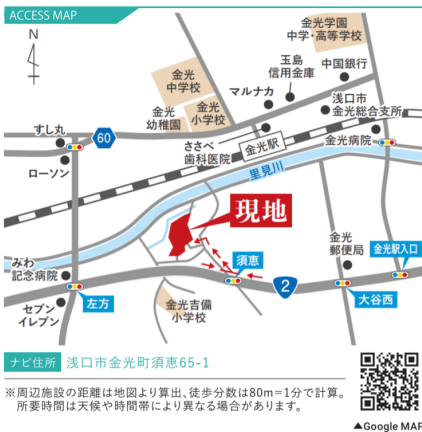 ACCESS MAP
N
金光学園
中学・高等学校
中国銀行
玉島
信用金庫
金光
中学校
マルナカ
金光
小学校
金光
幼稚園
浅口市
金光総合支所
すし丸
60
ささべ
歯科医院
金光駅
金光病院
ローソン
里見川
現地
みわ
記念病院
須恵
金光
郵便局
金光駅入口
2
セブン
イレブン
左方
金光吉備
小学校
大谷西
ナビ住所 浅口市金光町須恵65-1
※周辺施設の距離は地図より算出、徒歩分数は80m=1分で計算。
所要時間は天候や時間帯により異なる場合があります。
▲Google MAP